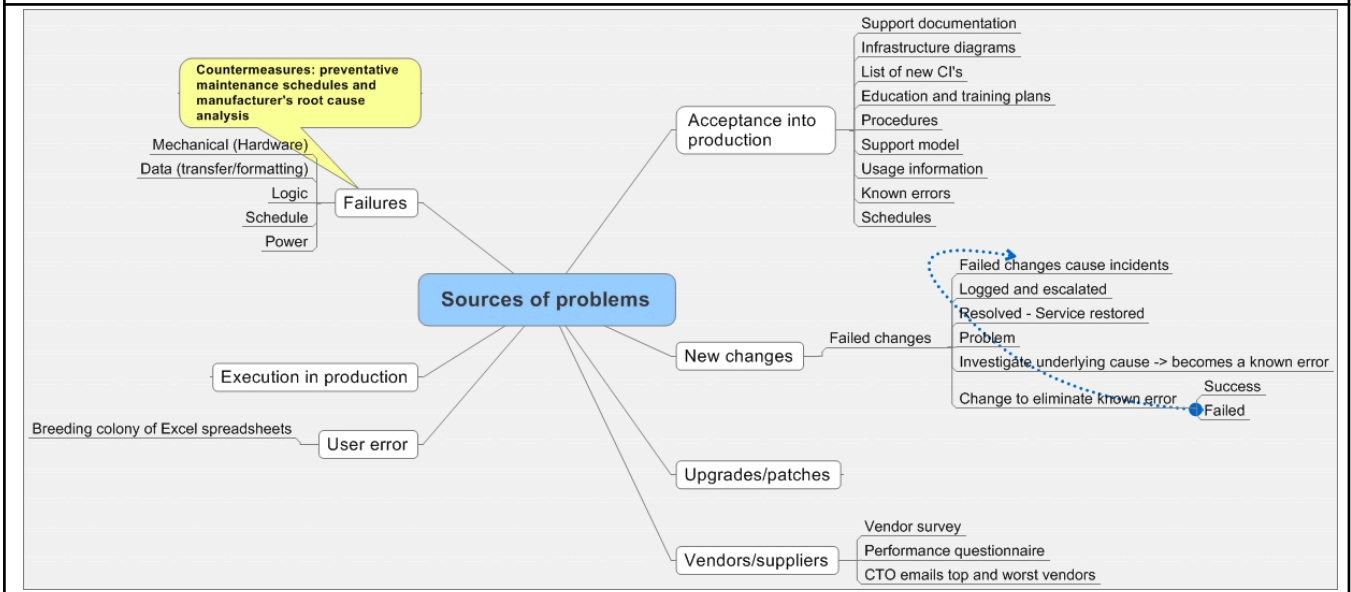 Sources of problems
Countermeasures: preventative
maintenance schedules and
manufacturer's root cause
analysis
Failures
Mechanical (Hardware)
Data (transfer/formatting)
Logic
Schedule
Power
Execution in production
User error
Breeding colony of Excel spreadsheets
Acceptance into
production
Support documentation
Infrastructure diagrams
List of new CI's
Education and training plans
Procedures
Support model
Usage information
Known errors
Schedules
New changes
Failed changes
Failed changes cause incidents
Logged and escalated
Resolved - Service restored
Problem
Investigate underlying cause -> becomes a known error
Change to eliminate known error
Success
Failed
Upgrades/patches
Vendors/suppliers
Vendor survey
Performance questionnaire
CTO emails top and worst vendors